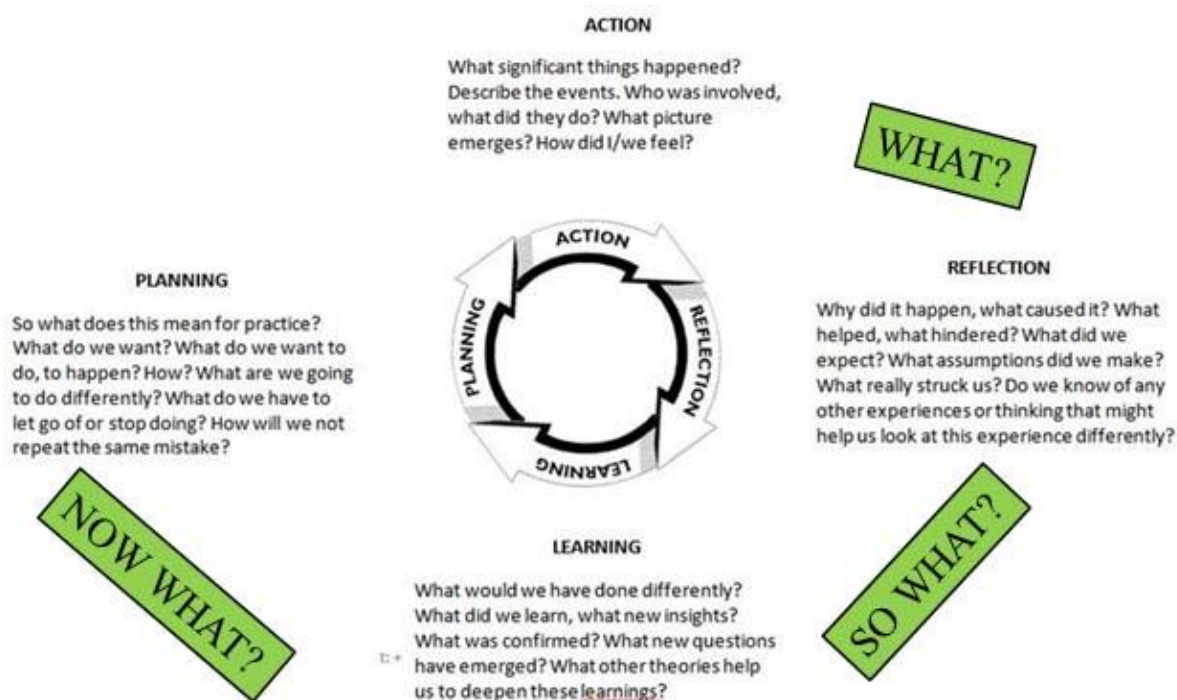 ACTION
What significant things happened?
Describe the events. Who was involved,
what did they do? What picture
emerges? How did I/we feel?
WHAT?
ACTION
REFLECTION
LEARNING
PLANNING
REFLECTION
Why did it happen, what caused it? What
helped, what hindered? What did we
expect? What assumptions did we make?
What really struck us? Do we know of any
other experiences or thinking that might
help us look at this experience differently?
SO WHAT?
LEARNING
What would we have done differently?
What did we learn, what new insights?
What was confirmed? What new questions
have emerged? What other theories help
us to deepen these learnings?
NOW WHAT?
PLANNING
So what does this mean for practice?
What do we want? What do we want to
do, to happen? How? What are we going
to do differently? What do we have to
let go of or stop doing? How will we not
repeat the same mistake?